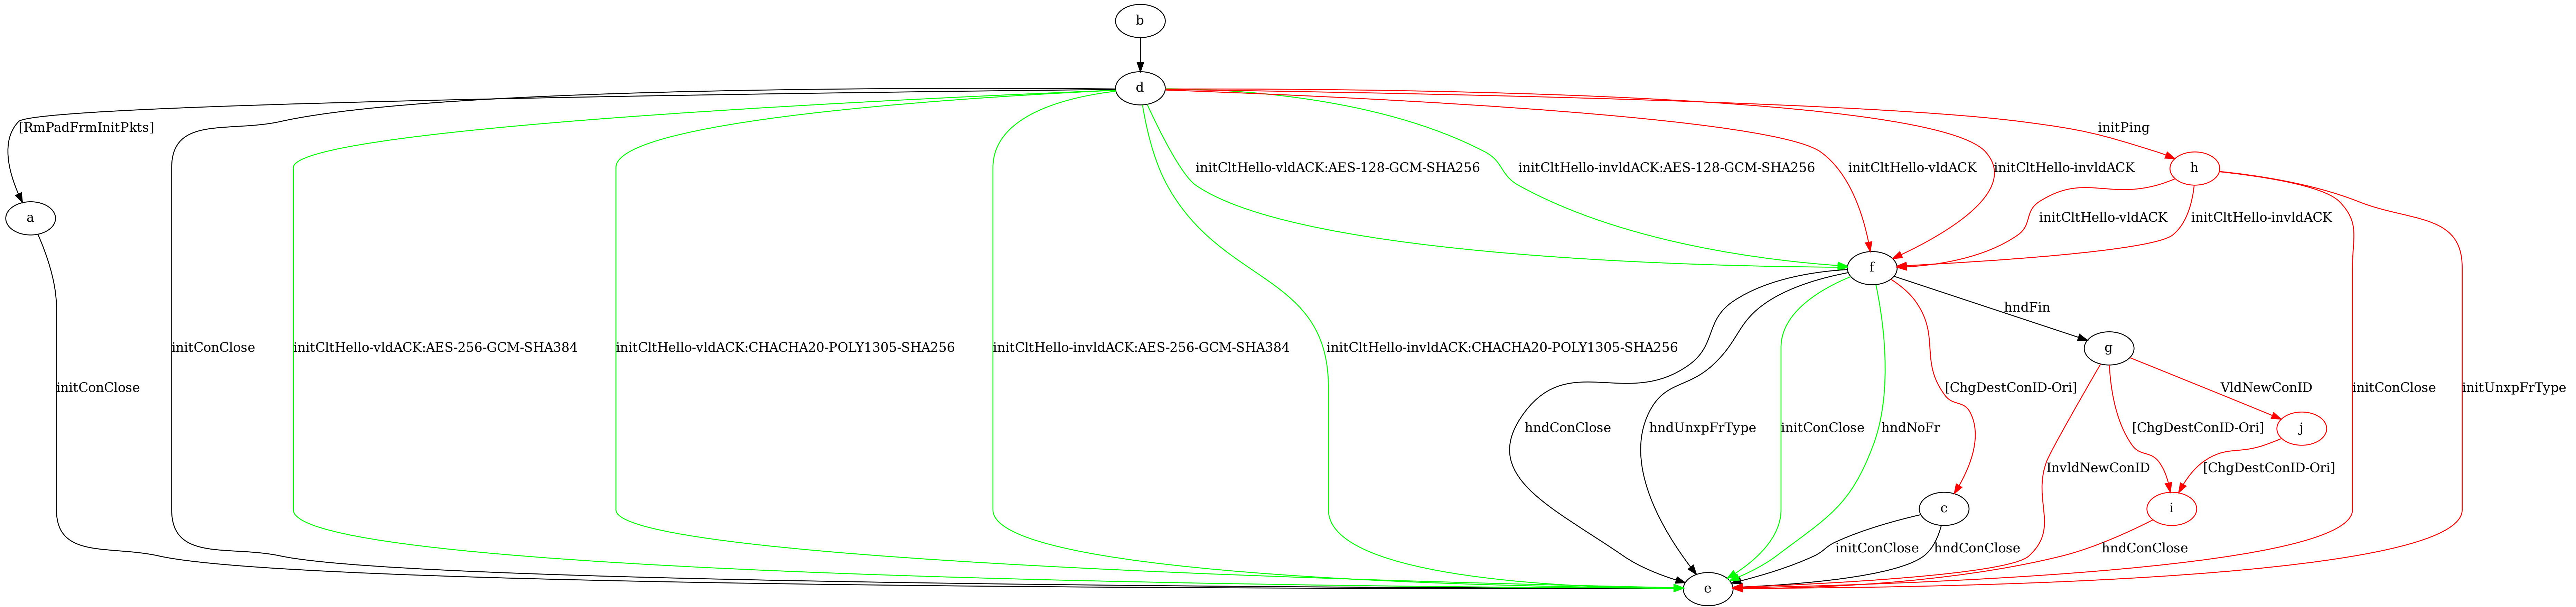 b
d
[RmPadFrmInitPkts]
initPing
initCltHello-vldACK:AES-128-GCM-SHA256
initCltHello-invldACK:AES-128-GCM-SHA256
initCltHello-vldACK
initCltHello-invldACK
h
a
initCltHello-vldACK
initCltHello-invldACK
f
hndFin
initConClose
initCltHello-vldACK:AES-256-GCM-SHA384
initCltHello-vldACK:CHACHA20-POLY1305-SHA256
initCltHello-invldACK:AES-256-GCM-SHA384
initCltHello-invldACK:CHACHA20-POLY1305-SHA256
g
initConClose
[ChgDestConID-Ori]
VldNewConID
initConClose
initUnxpFrType
hndConClose
hndUnxpFrType
initConClose
hndNoFr
[ChgDestConID-Ori]
j
InvldNewConID
[ChgDestConID-Ori]
c
i
initConClose
hndConClose
hndConClose
e